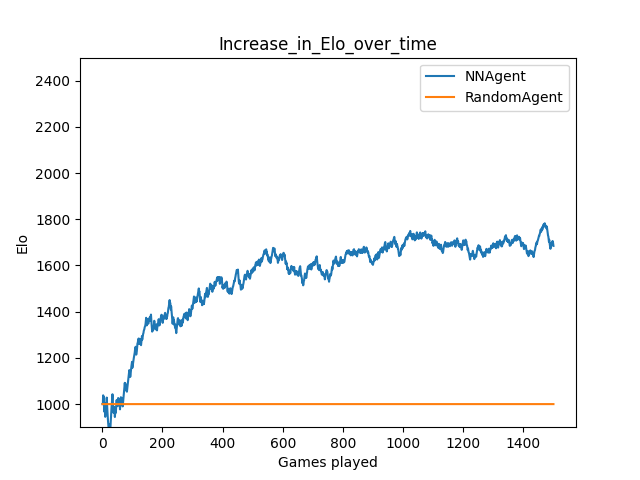 Increase_in_Elo_over_time
NNAgent
RandomAgent
2400
2200
2000
1800
1600
1400
1200
1000
Elo
0 200 400 600 800 1000 1200 1400
Games played